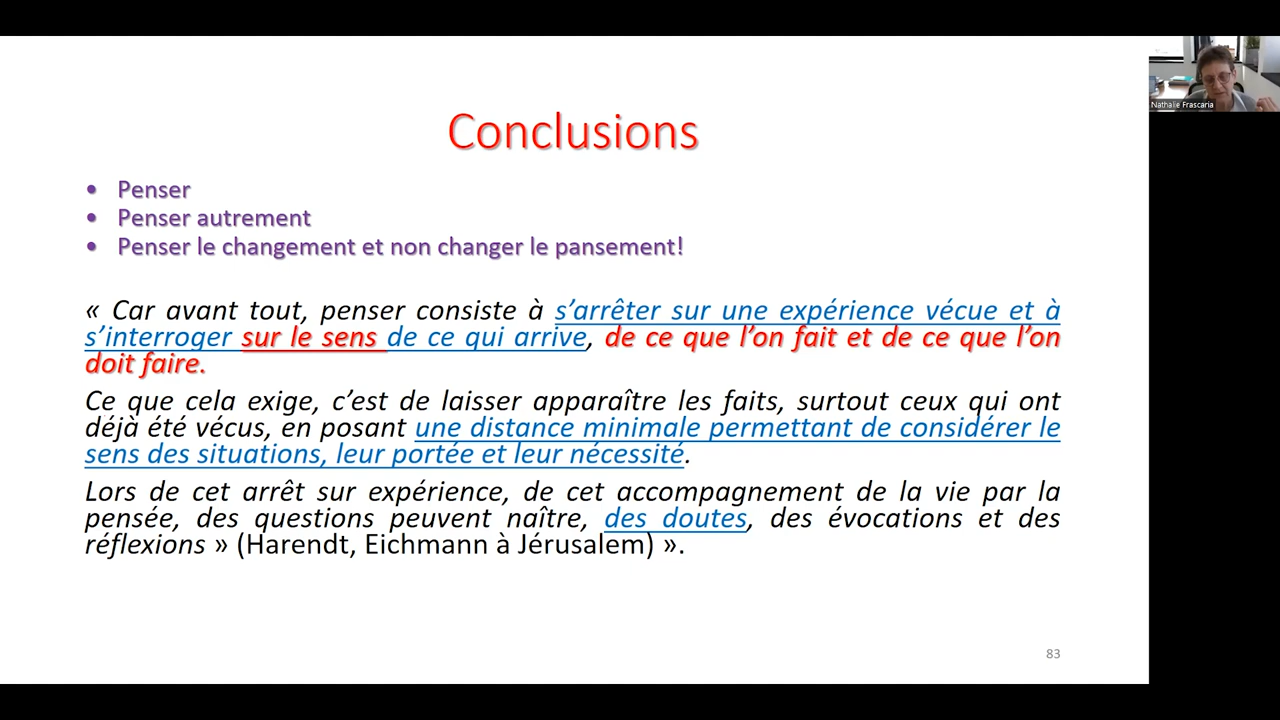 Nathalie Frascaria
Conclusions
• Penser
• Penser autrement
• Penser le changement et non changer le pansement!
« Car avant tout, penser consiste à s’arrêter sur une expérience vécue et à
s’interroger sur le sens de ce qui arrive, de ce que l’on fait et de ce que l’on
doit faire.
Ce que cela exige, c’est de laisser apparaître les faits, surtout ceux qui ont
déjà été vécus, en posant une distance minimale permettant de considérer le
sens des situations, leur portée et leur nécessité.
Lors de cet arrêt sur expérience, de cet accompagnement de la vie par la
pensée, des questions peuvent naître, des doutes, des évocations et des
réflexions » (Harendt, Eichmann à Jérusalem) ».
83